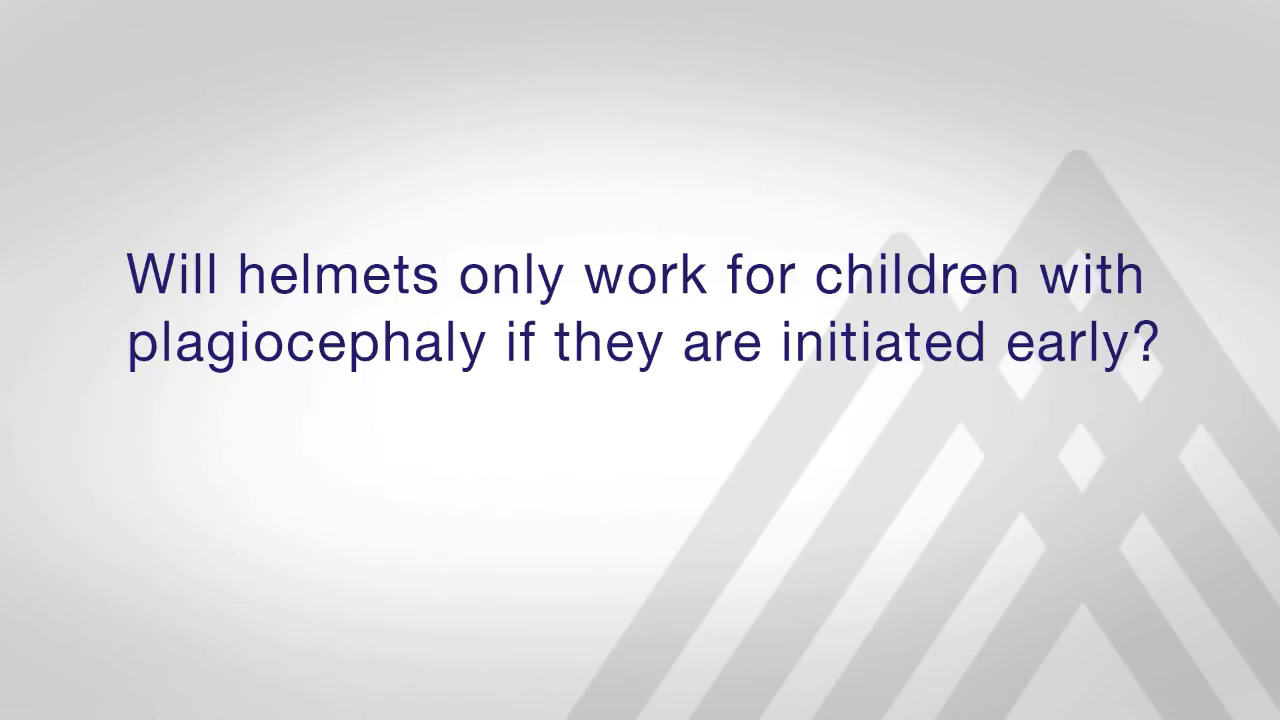 Will helmets only work for children with
plagiocephaly if they are initiated early?